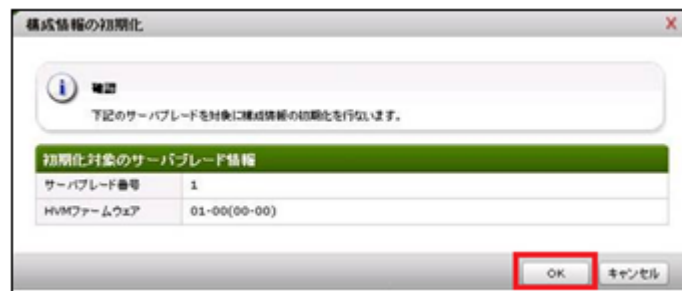 構成情報の初期化
X
i
確認
下記のサーバブレードを対象に構成情報の初期化を行ないます。
初期化対象のサーバブレード情報
サーバブレード番号 1
HVMファームウェア 01-00(00-00)
OK キャンセル